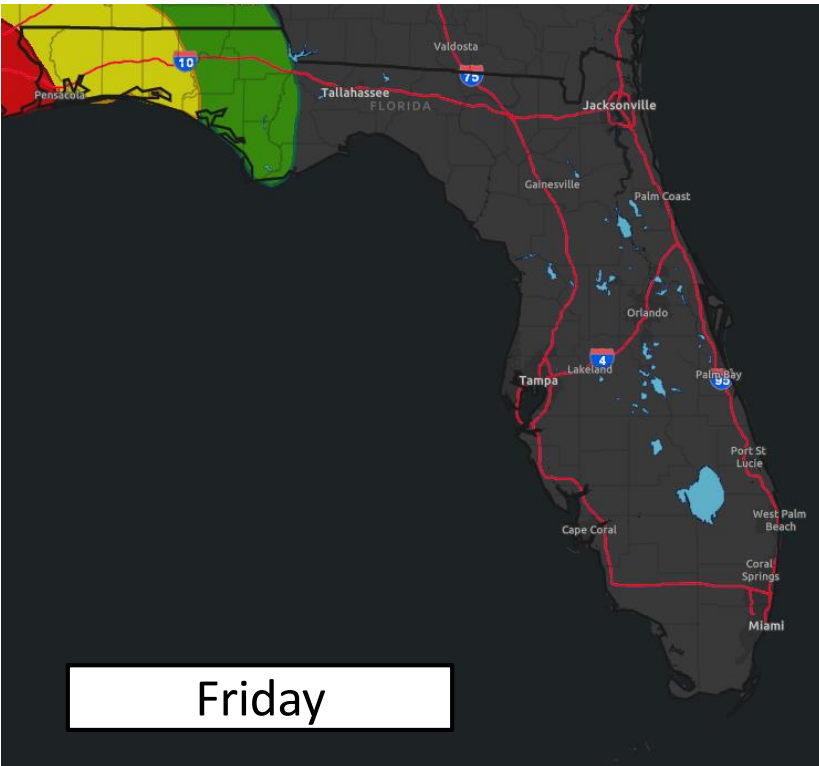 Valdosta
10
75
Pensacola
Tallahassee
FLORIDA
Jacksonville
Gainesville
Palm Coast
Orlando
4
Lakeland
Tampa
Palm Bay
95
Port St
Lucie
West Palm
Beach
Cape Coral
Coral
Springs
Miami
Friday